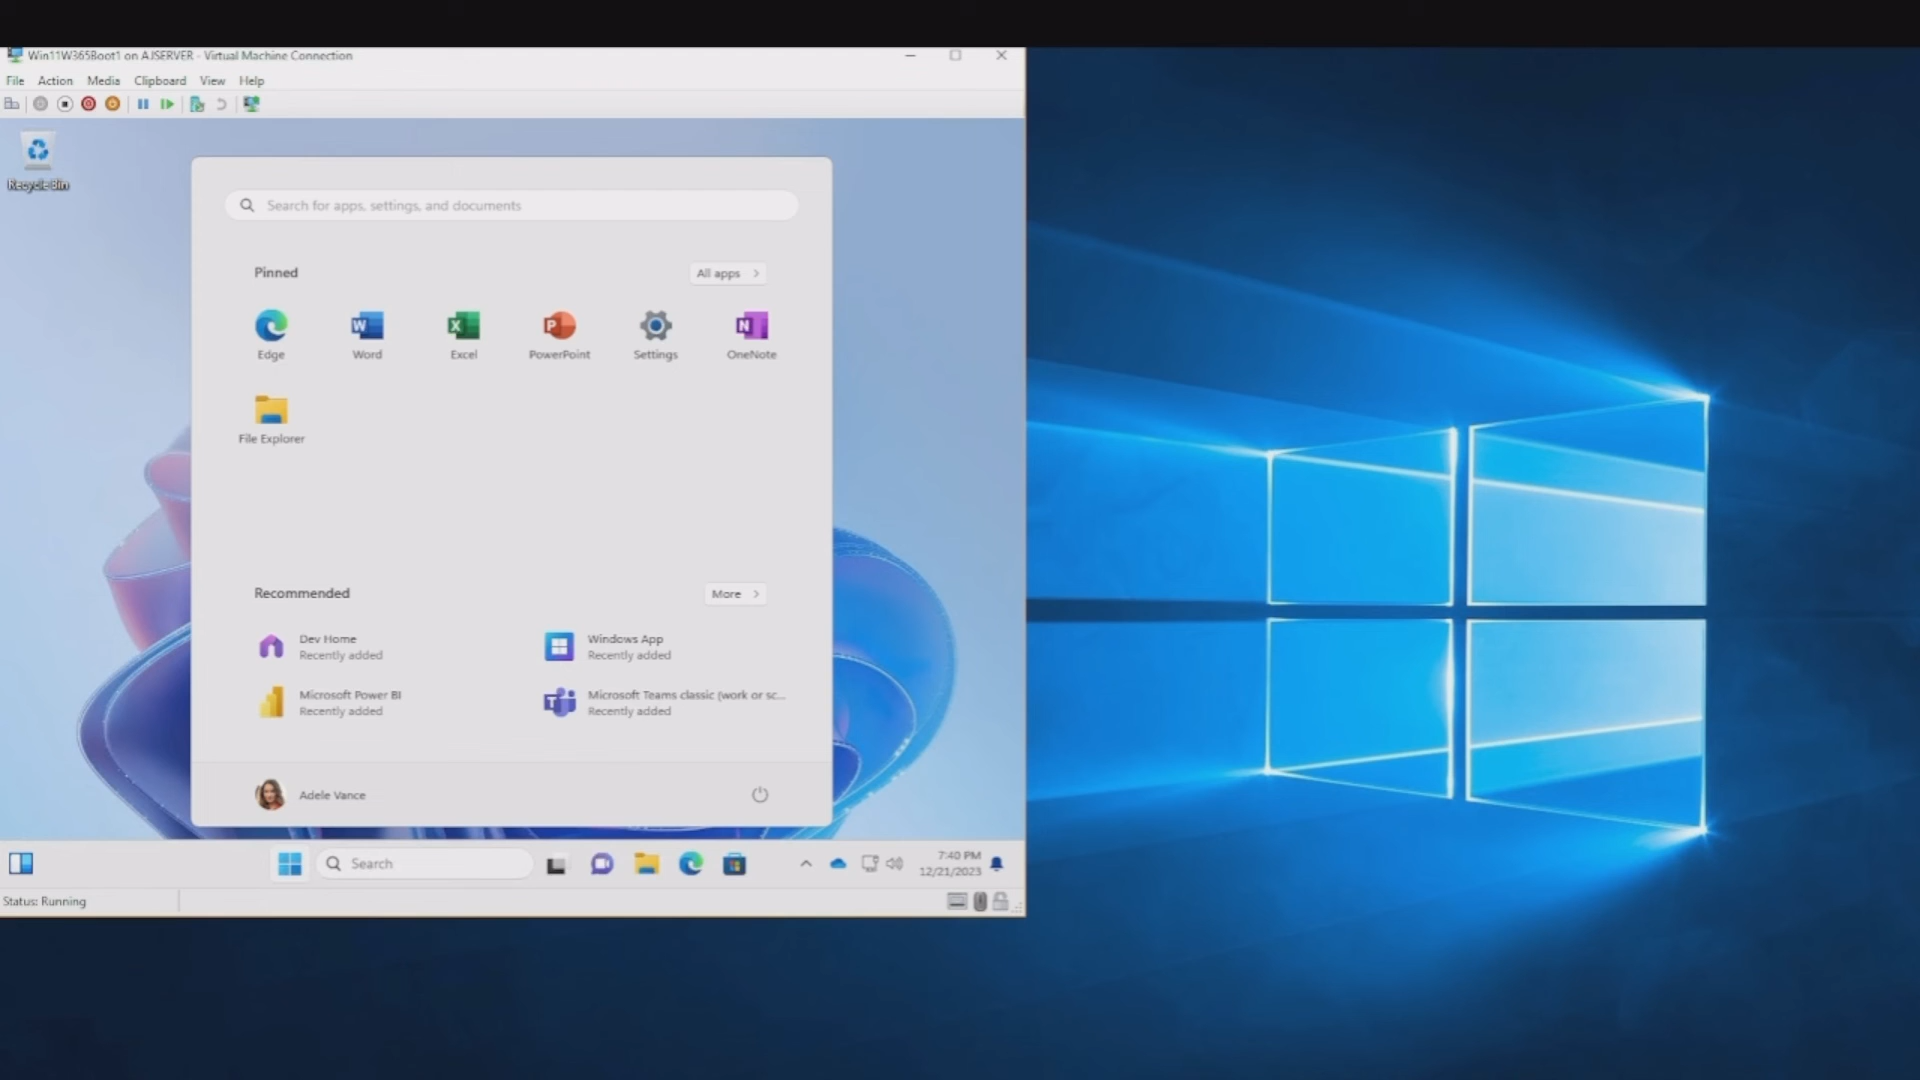 Win11W365Boot1 on AJSERVER - Virtual Machine Connection
File Action Media Clipboard View Help
Recycle Bin
Search for apps, settings, and documents
Pinned
All apps
Edge
Word
Excel
PowerPoint
Settings
OneNote
File Explorer
Recommended
More
Dev Home
Recently added
Windows App
Recently added
Microsoft Power BI
Recently added
Microsoft Teams classic (work or sc...
Recently added
Adele Vance
Search
7:40 PM
12/21/2023
Status: Running